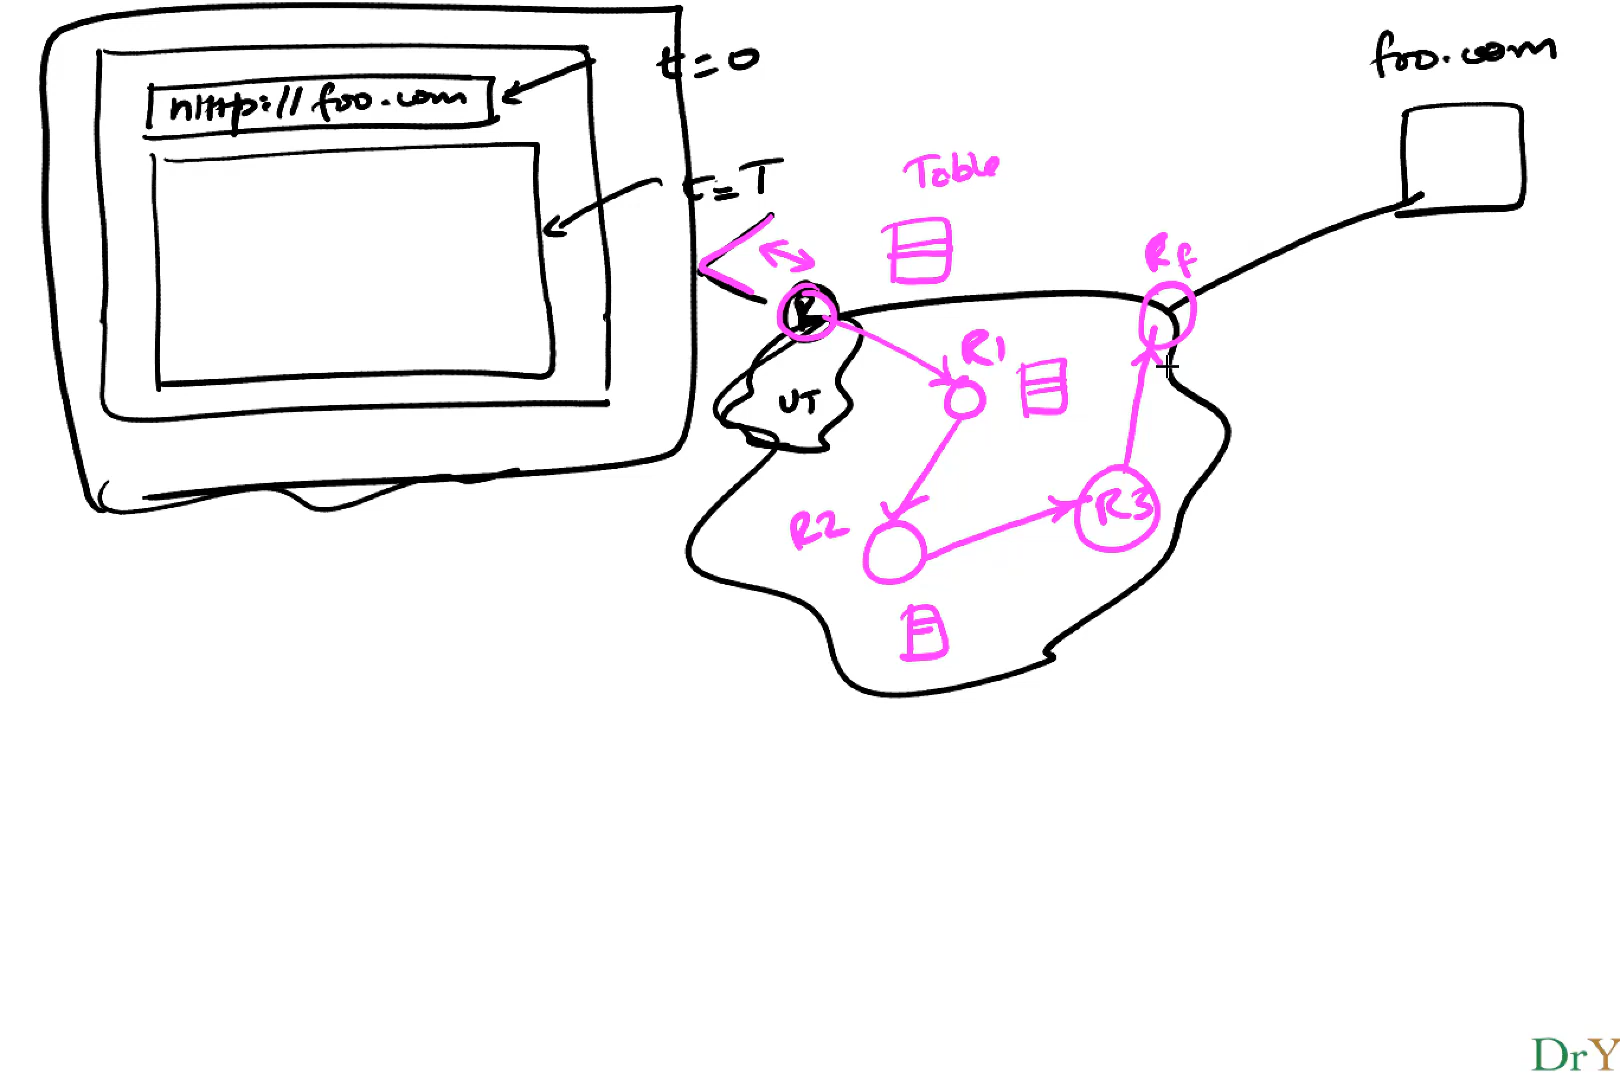 t=0
foo.com
http://foo.com
t=T
Table
Rf
R1
UT
R2
R3
DrY